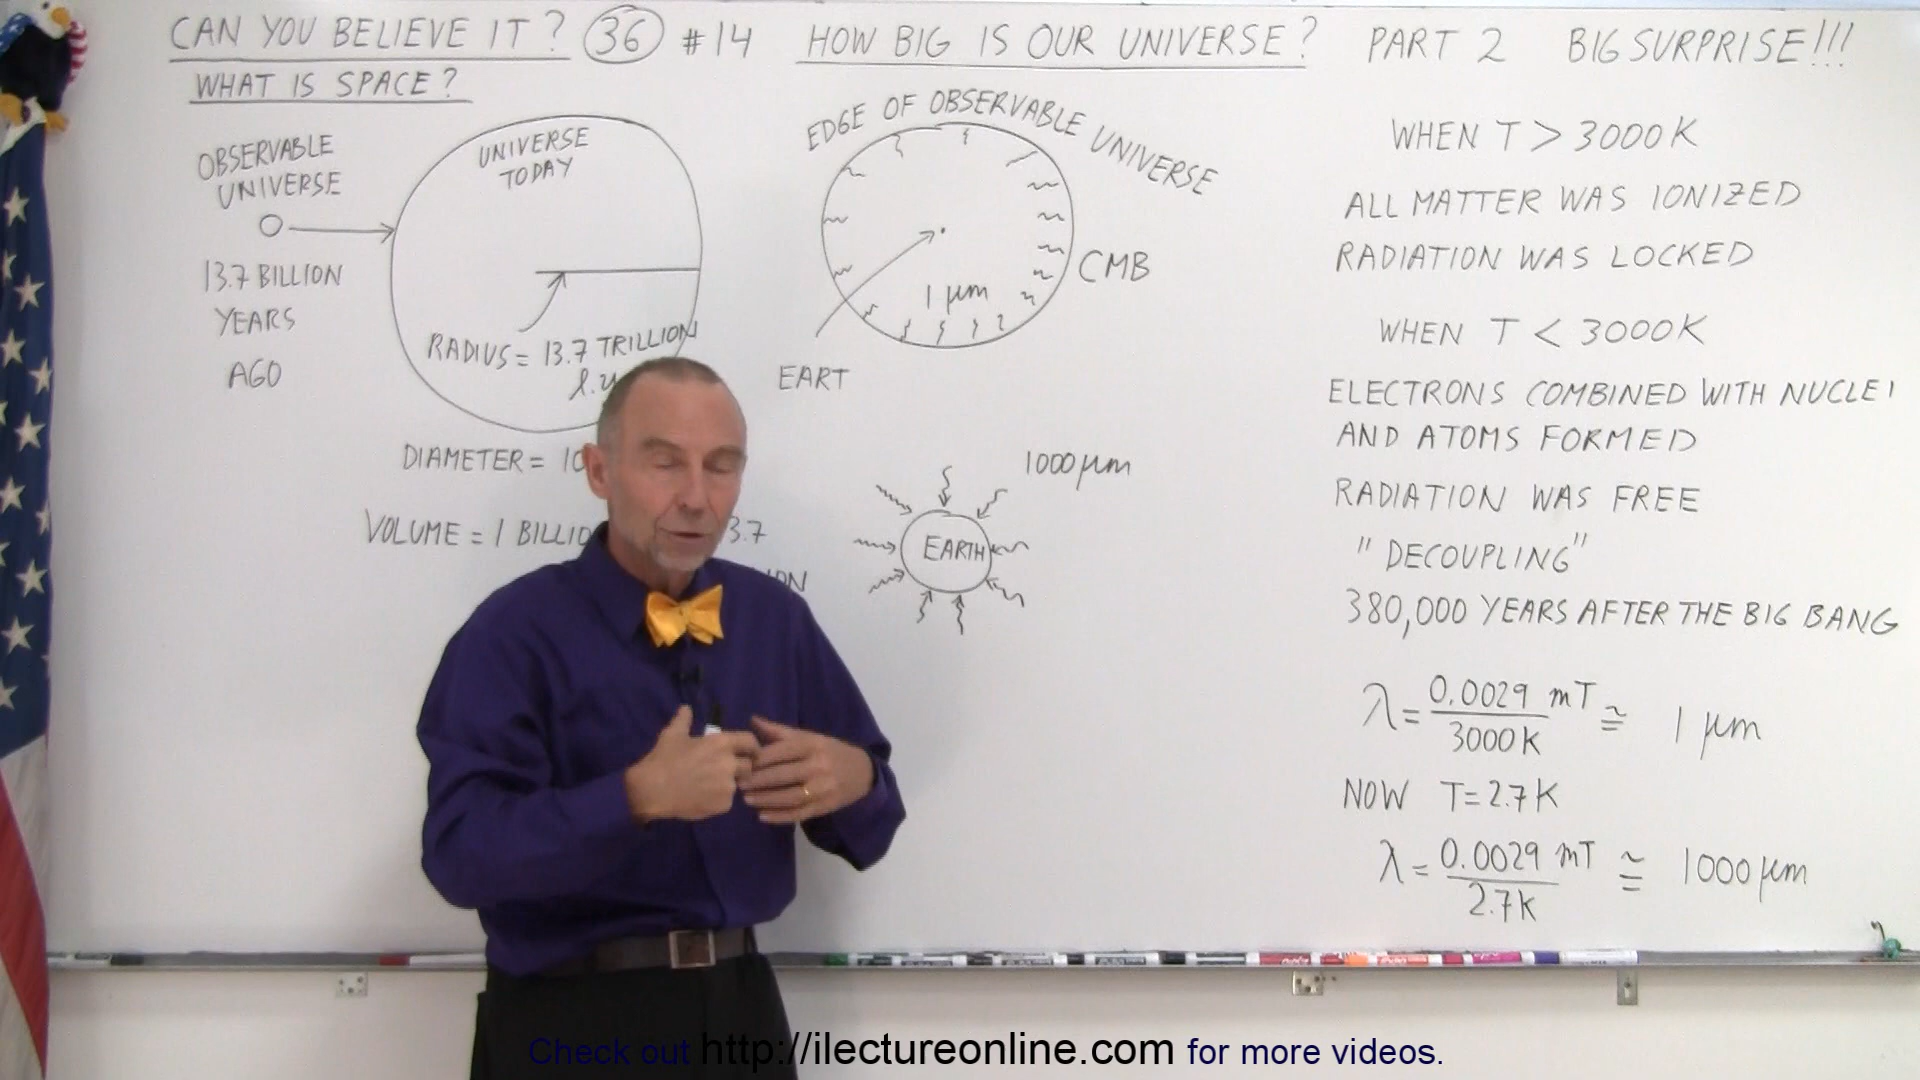 CAN YOU BELIEVE IT? 36 #14 HOW BIG IS OUR UNIVERSE? PART 2 BIG SURPRISE!!!
WHAT IS SPACE?
OBSERVABLE
UNIVERSE
13.7 BILLION
YEARS
AGO
UNIVERSE
TODAY
RADIUS = 13.7 TRILLION
DIAMETER =
VOLUME = 1
EDGE OF OBSERVABLE UNIVERSE
CMB
1 μm
EART
1000 μm
EARTH
WHEN T > 3000K
ALL MATTER WAS IONIZED
RADIATION WAS LOCKED
WHEN T < 3000K
ELECTRONS COMBINED WITH NUCLEI
AND ATOMS FORMED
RADIATION WAS FREE
"DECOUPLING"
380,000 YEARS AFTER THE BIG BANG
λ = 0.0029 mT / 3000K ≅ 1 μm
NOW T = 2.7K
λ = 0.0029 mT / 2.7K ≅ 1000 μm
Check out http://ilectureonline.com for more videos.